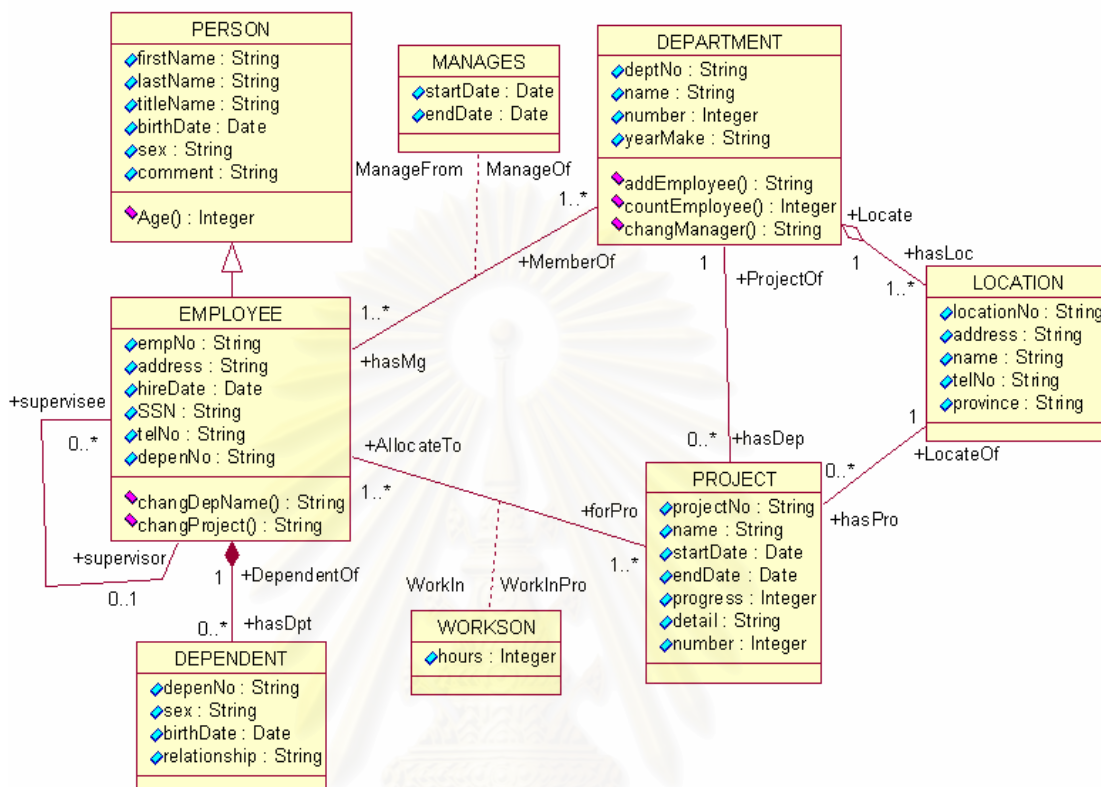 PERSON
firstName : String
lastName : String
titleName : String
birthDate : Date
sex : String
comment : String
Age() : Integer
MANAGES
startDate : Date
endDate : Date
ManageFrom
ManageOf
DEPARTMENT
deptNo : String
name : String
number : Integer
yearMake : String
addEmployee() : String
countEmployee() : Integer
changManager() : String
1..*
+MemberOf
1..*
+hasMg
1
+ProjectOf
+Locate
1
+hasLoc
1..*
LOCATION
locationNo : String
address : String
name : String
telNo : String
province : String
EMPLOYEE
empNo : String
address : String
hireDate : Date
SSN : String
telNo : String
depenNo : String
changDepName() : String
changProject() : String
+supervisee
0..*
+supervisor
0..1
+AllocateTo
1..*
+forPro
1..*
0..*
+hasDep
1
+LocateOf
0..*
+hasPro
PROJECT
projectNo : String
name : String
startDate : Date
endDate : Date
progress : Integer
detail : String
number : Integer
1
+DependentOf
0..*
+hasDpt
WorkIn
WorkInPro
WORKSON
hours : Integer
DEPENDENT
depenNo : String
sex : String
birthDate : Date
relationship : String